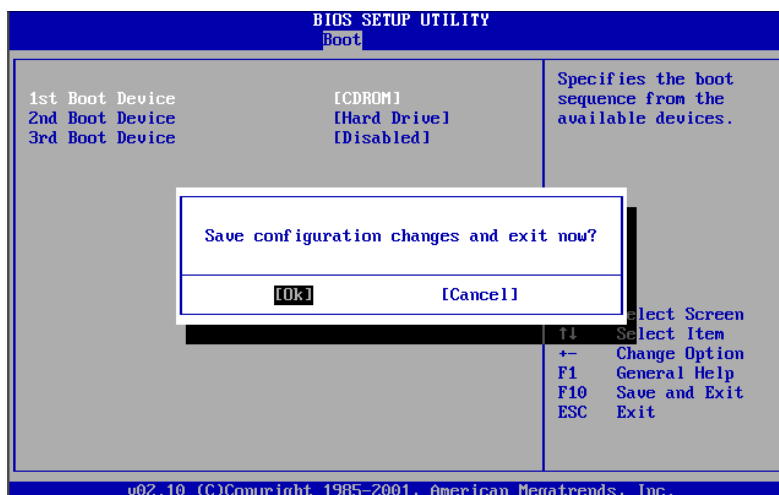 BIOS SETUP UTILITY
Boot
1st Boot Device [CDROM]
2nd Boot Device [Hard Drive]
3rd Boot Device [Disabled]
Specifies the boot
sequence from the
available devices.
Save configuration changes and exit now?
[Ok] [Cancel]
elect Screen
↑↓ Select Item
+- Change Option
F1 General Help
F10 Save and Exit
ESC Exit
v02.10 (C)Copyright 1985-2001, American Megatrends, Inc.